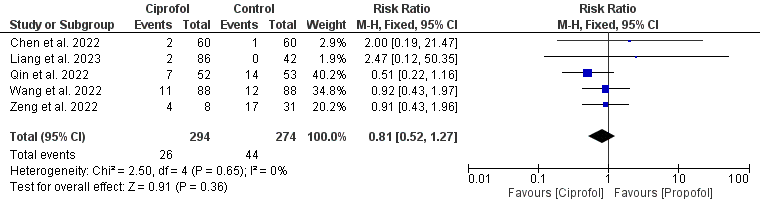 Ciprofol Control Risk Ratio Risk Ratio
Study or Subgroup Events Total Events Total Weight M-H, Fixed, 95% CI M-H, Fixed, 95% CI
Chen et al. 2022 2 60 1 60 2.9% 2.00 [0.19, 21.47]
Liang et al. 2023 2 86 0 42 1.9% 2.47 [0.12, 50.35]
Qin et al. 2022 7 52 14 53 40.2% 0.51 [0.22, 1.16]
Wang et al. 2022 11 88 12 88 34.8% 0.92 [0.43, 1.97]
Zeng et al. 2022 4 8 17 31 20.2% 0.91 [0.43, 1.96]
Total (95% CI) 294 274 100.0% 0.81 [0.52, 1.27]
Total events 26 44
Heterogeneity: Chi² = 2.50, df = 4 (P = 0.65); I² = 0%
Test for overall effect: Z = 0.91 (P = 0.36)
0.01 0.1 1 10 100
Favours [Ciprofol] Favours [Propofol]